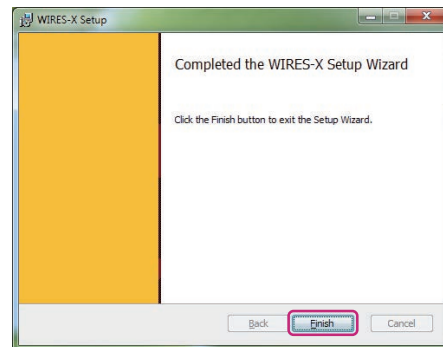 WIRES-X Setup
Completed the WIRES-X Setup Wizard
Click the Finish button to exit the Setup Wizard.
Back Finish Cancel